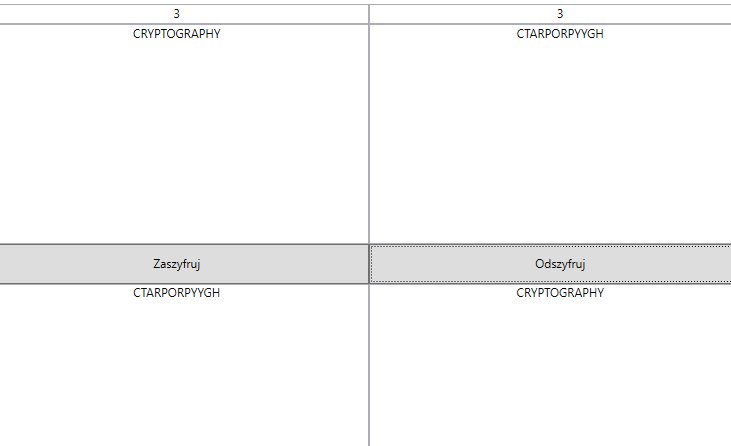 3
3
CRYPTOGRAPHY
CTARPORPYYGH
Zaszyfruj
Odszyfruj
CTARPORPYYGH
CRYPTOGRAPHY